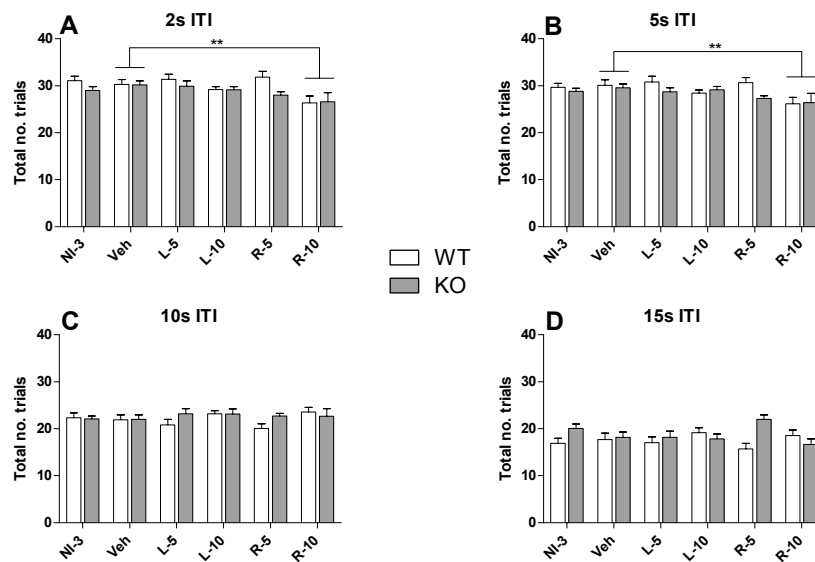 A
2s ITI
Total no. trials
40
30
20
10
0
**
NI-3
Veh
L-5
L-10
R-5
R-10
B
5s ITI
Total no. trials
40
30
20
10
0
**
NI-3
Veh
L-5
L-10
R-5
R-10
WT
KO
C
10s ITI
Total no. trials
40
30
20
10
0
NI-3
Veh
L-5
L-10
R-5
R-10
D
15s ITI
Total no. trials
40
30
20
10
0
NI-3
Veh
L-5
L-10
R-5
R-10